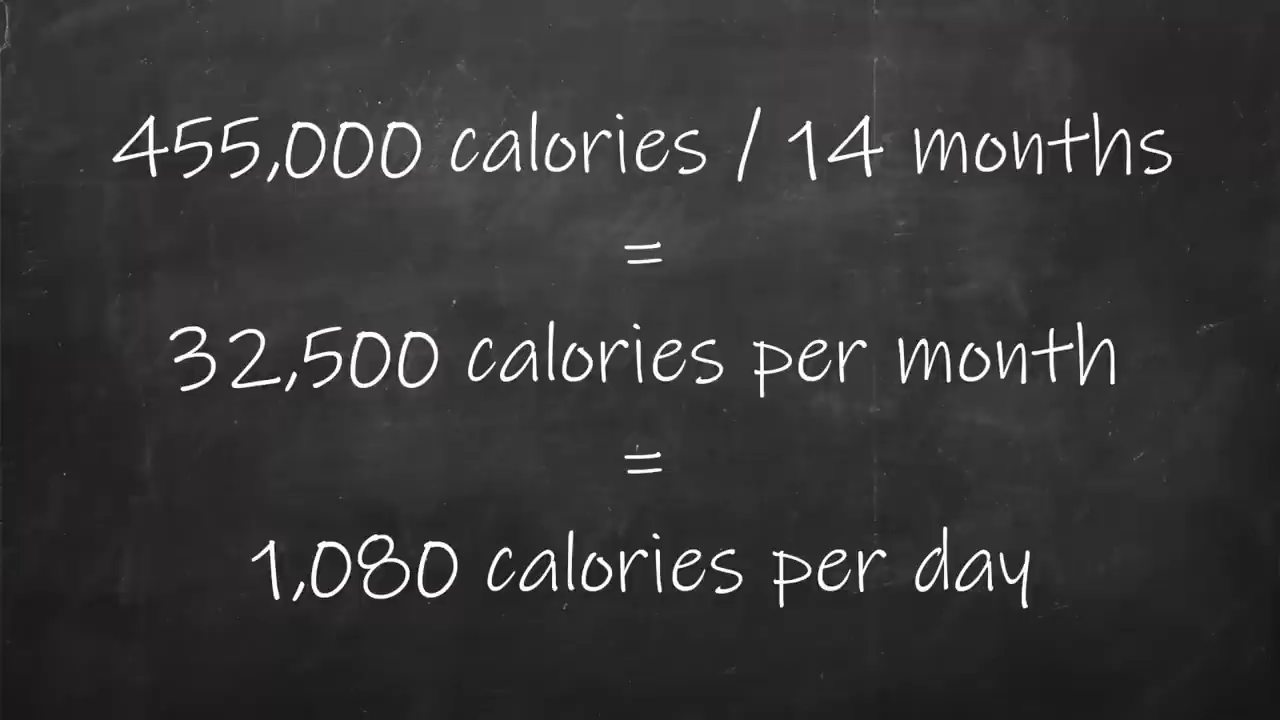 455,000 calories / 14 months
=
32,500 calories per month
=
1,080 calories per day